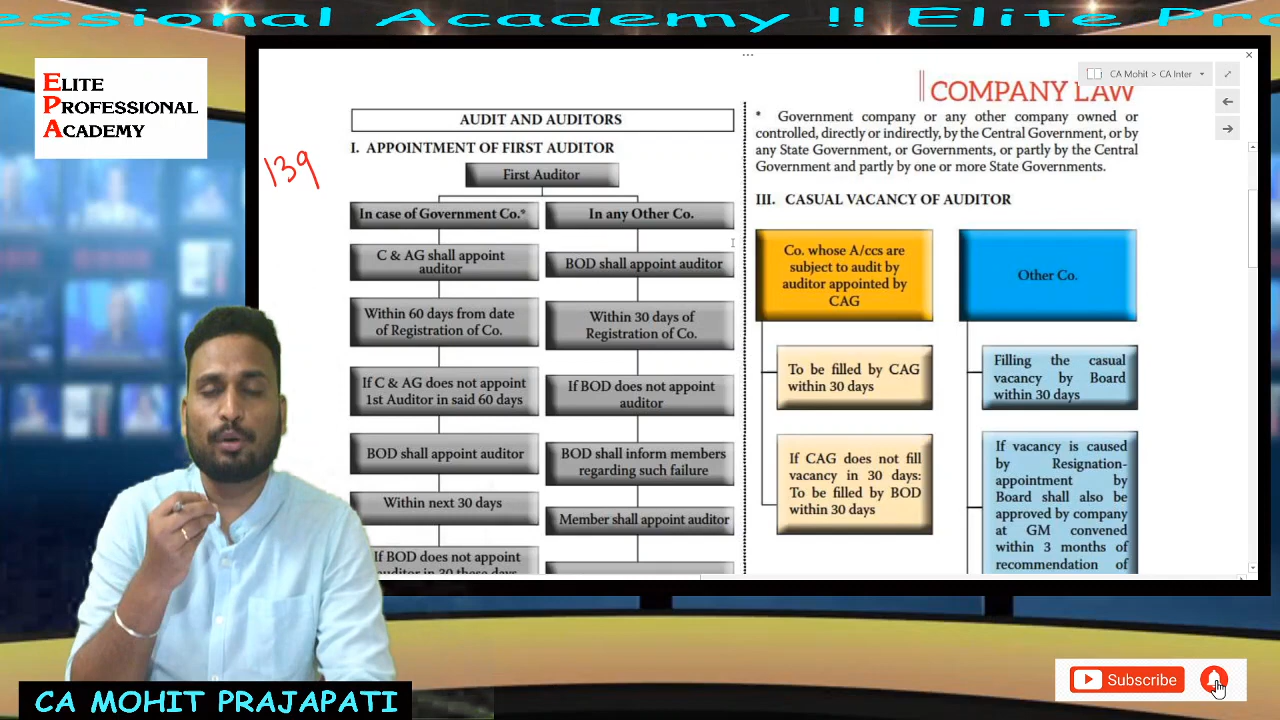 essional Academy !! Elite Pro
ELITE
PROFESSIONAL
ACADEMY
CA Mohit > CA Inter
COMPANY LAW
139
AUDIT AND AUDITORS
I. APPOINTMENT OF FIRST AUDITOR
First Auditor
In case of Government Co.*
C & AG shall appoint
auditor
Within 60 days from date
of Registration of Co.
If C & AG does not appoint
1st Auditor in said 60 days
BOD shall appoint auditor
Within next 30 days
If BOD does not appoint
auditor in 30 these days
In any Other Co.
BOD shall appoint auditor
Within 30 days of
Registration of Co.
If BOD does not appoint
auditor
BOD shall inform members
regarding such failure
Member shall appoint auditor
* Government company or any other company owned or
controlled, directly or indirectly, by the Central Government, or by
any State Government, or Governments, or partly by the Central
Government and partly by one or more State Governments.
III. CASUAL VACANCY OF AUDITOR
Co. whose A/ccs are
subject to audit by
auditor appointed by
CAG
To be filled by CAG
within 30 days
If CAG does not fill
vacancy in 30 days:
To be filled by BOD
within 30 days
Other Co.
Filling the casual
vacancy by Board
within 30 days
If vacancy is caused
by Resignation-
appointment by
Board shall also be
approved by company
at GM convened
within 3 months of
recommendation of
Subscribe
CA MOHIT PRAJAPATI